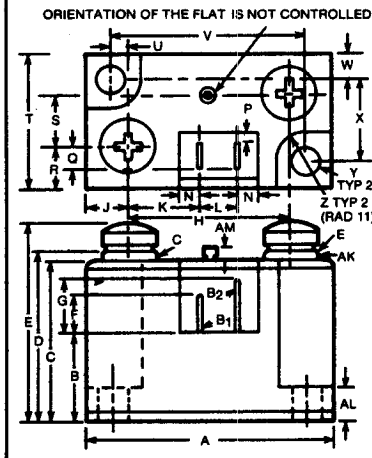 ORIENTATION OF THE FLAT IS NOT CONTROLLED
V
U
W
T
S
P
X
Q
R
Y
TYP 2
N
L
N
J
K
H
Z TYP 2
(RAD 11)
AM
C
E
AK
G
F
B2
B1
E
D
C
B
AL
A